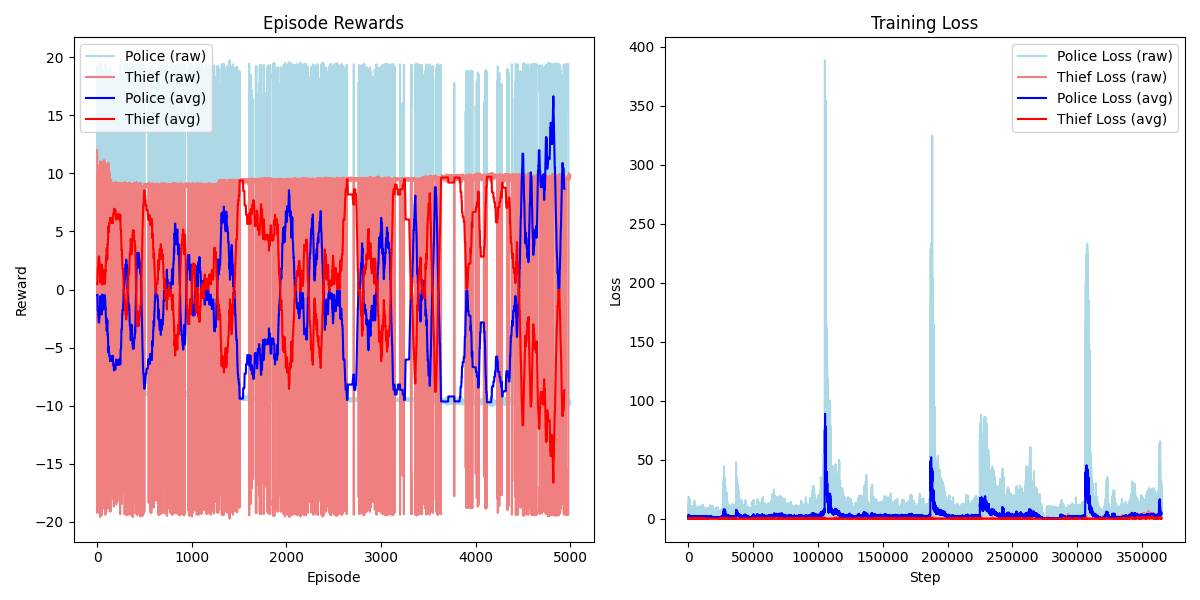 Episode Rewards
Police (raw)
Thief (raw)
Police (avg)
Thief (avg)
20
15
10
5
0
−5
−10
−15
−20
Reward
0
1000
2000
3000
4000
5000
Episode
Training Loss
Police Loss (raw)
Thief Loss (raw)
Police Loss (avg)
Thief Loss (avg)
400
350
300
250
200
150
100
50
0
Loss
0
50000
100000
150000
200000
250000
300000
350000
Step